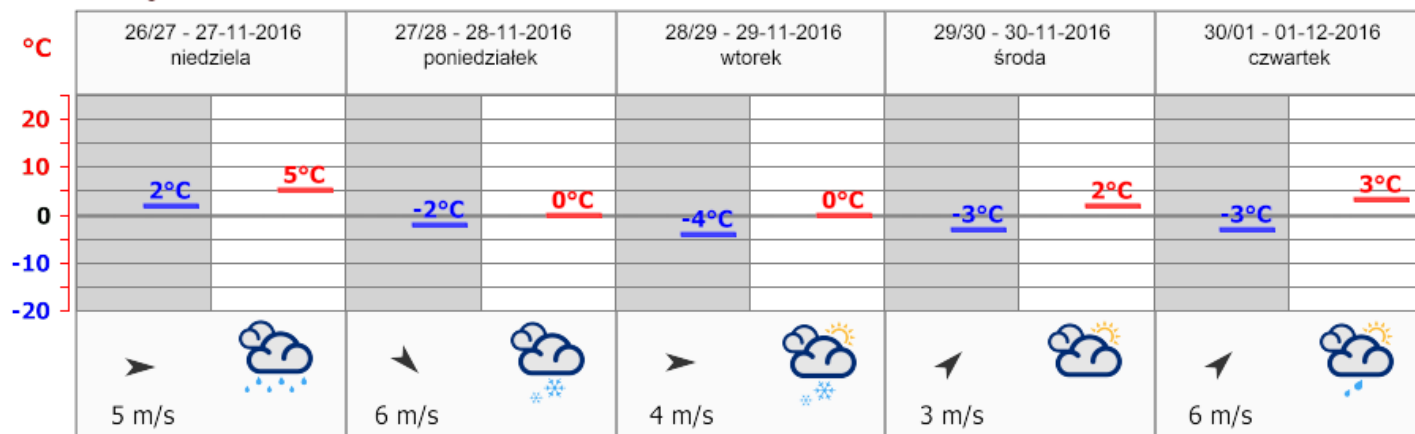 °C
26/27 - 27-11-2016
niedziela
27/28 - 28-11-2016
poniedziałek
28/29 - 29-11-2016
wtorek
29/30 - 30-11-2016
środa
30/01 - 01-12-2016
czwartek
20
10
0
-10
-20
2°C
5°C
-2°C
0°C
-4°C
0°C
-3°C
2°C
-3°C
3°C
5 m/s
6 m/s
4 m/s
3 m/s
6 m/s